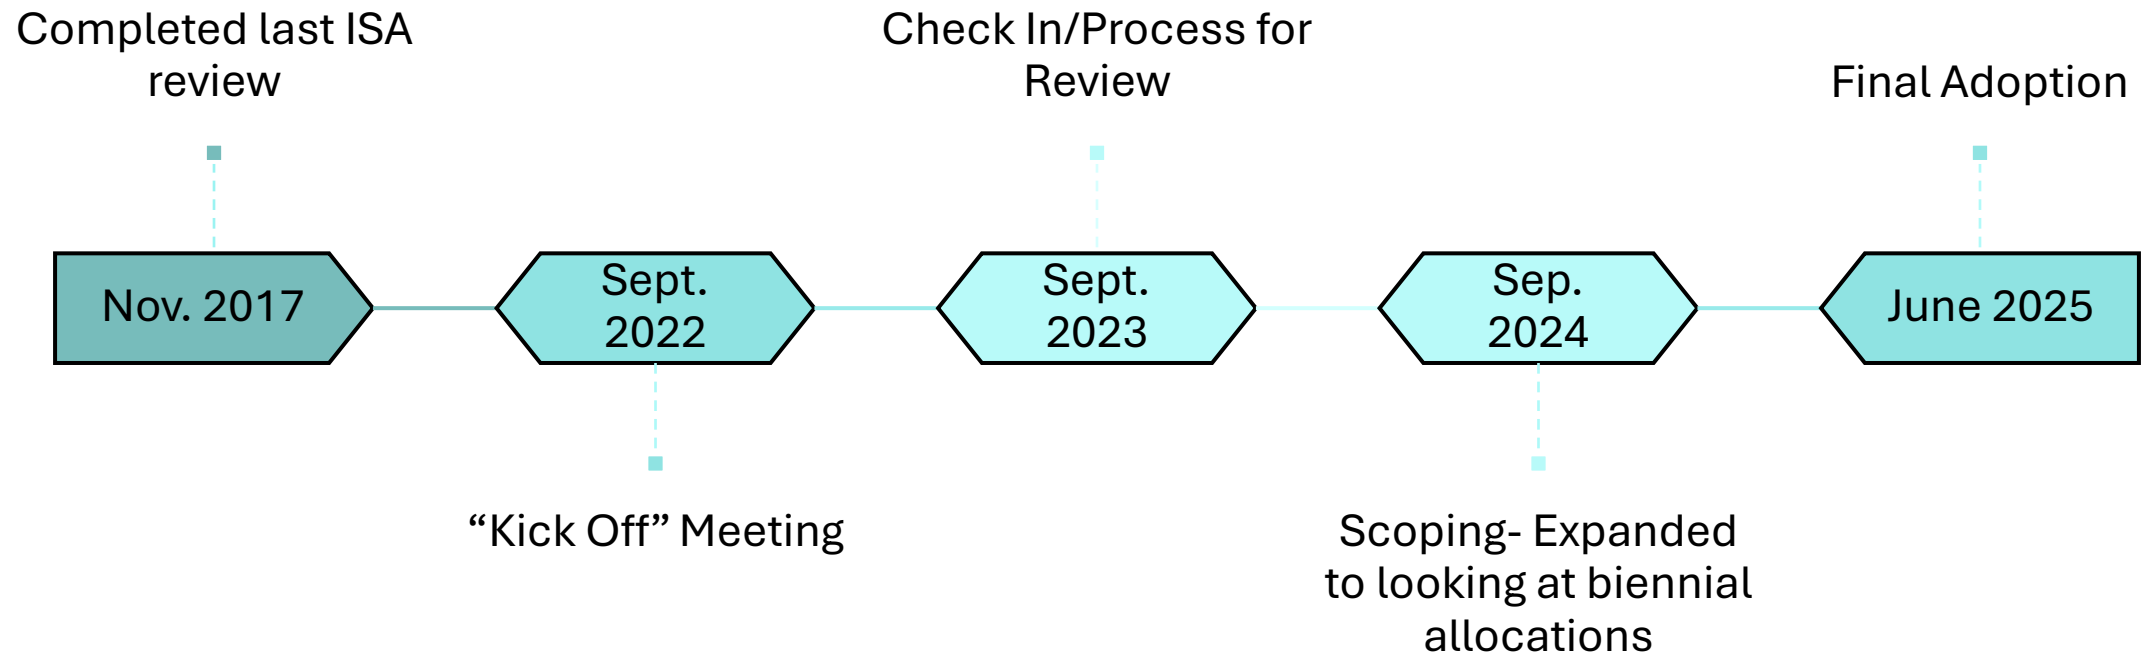 Completed last ISA
review
Check In/Process for
Review
Final Adoption
Nov. 2017
Sept.
2022
Sept.
2023
Sep.
2024
June 2025
“Kick Off” Meeting
Scoping- Expanded
to looking at biennial
allocations